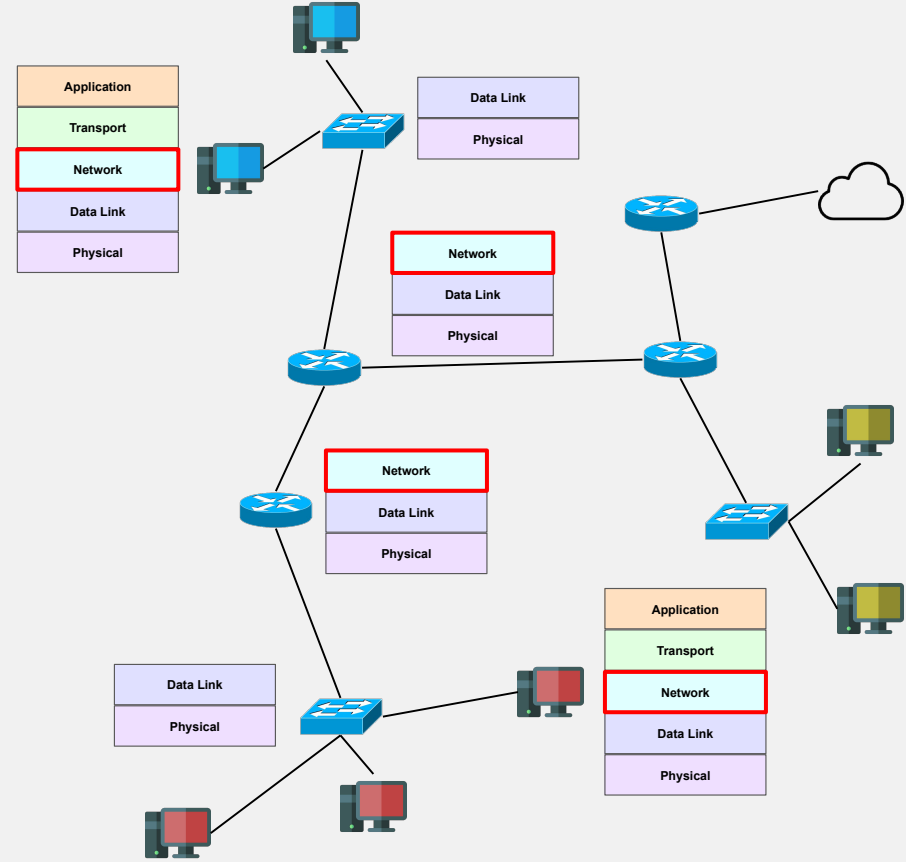 Application
Transport
Network
Data Link
Physical
Data Link
Physical
Network
Data Link
Physical
Network
Data Link
Physical
Application
Transport
Network
Data Link
Physical
Data Link
Physical